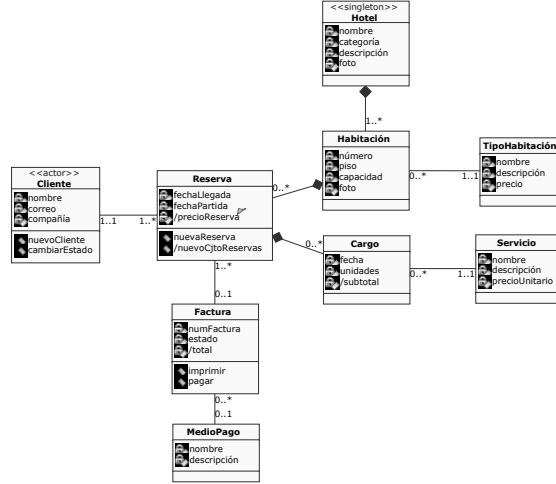 <<singleton>>
Hotel
nombre
categoría
descripción
foto
1..*
Habitación
número
piso
capacidad
foto
0..*
0..*
1..1
TipoHabitación
nombre
descripción
precio
<<actor>>
Cliente
nombre
correo
compañía
nuevoCliente
cambiarEstado
1..1
1..*
Reserva
fechaLlegada
fechaPartida
/precioReserva
nuevaReserva
/nuevoCjtoReservas
0..*
Cargo
fecha
unidades
/subtotal
0..*
1..1
Servicio
nombre
descripción
precioUnitario
1..*
0..1
Factura
numFactura
estado
/total
imprimir
pagar
0..*
0..1
MedioPago
nombre
descripción